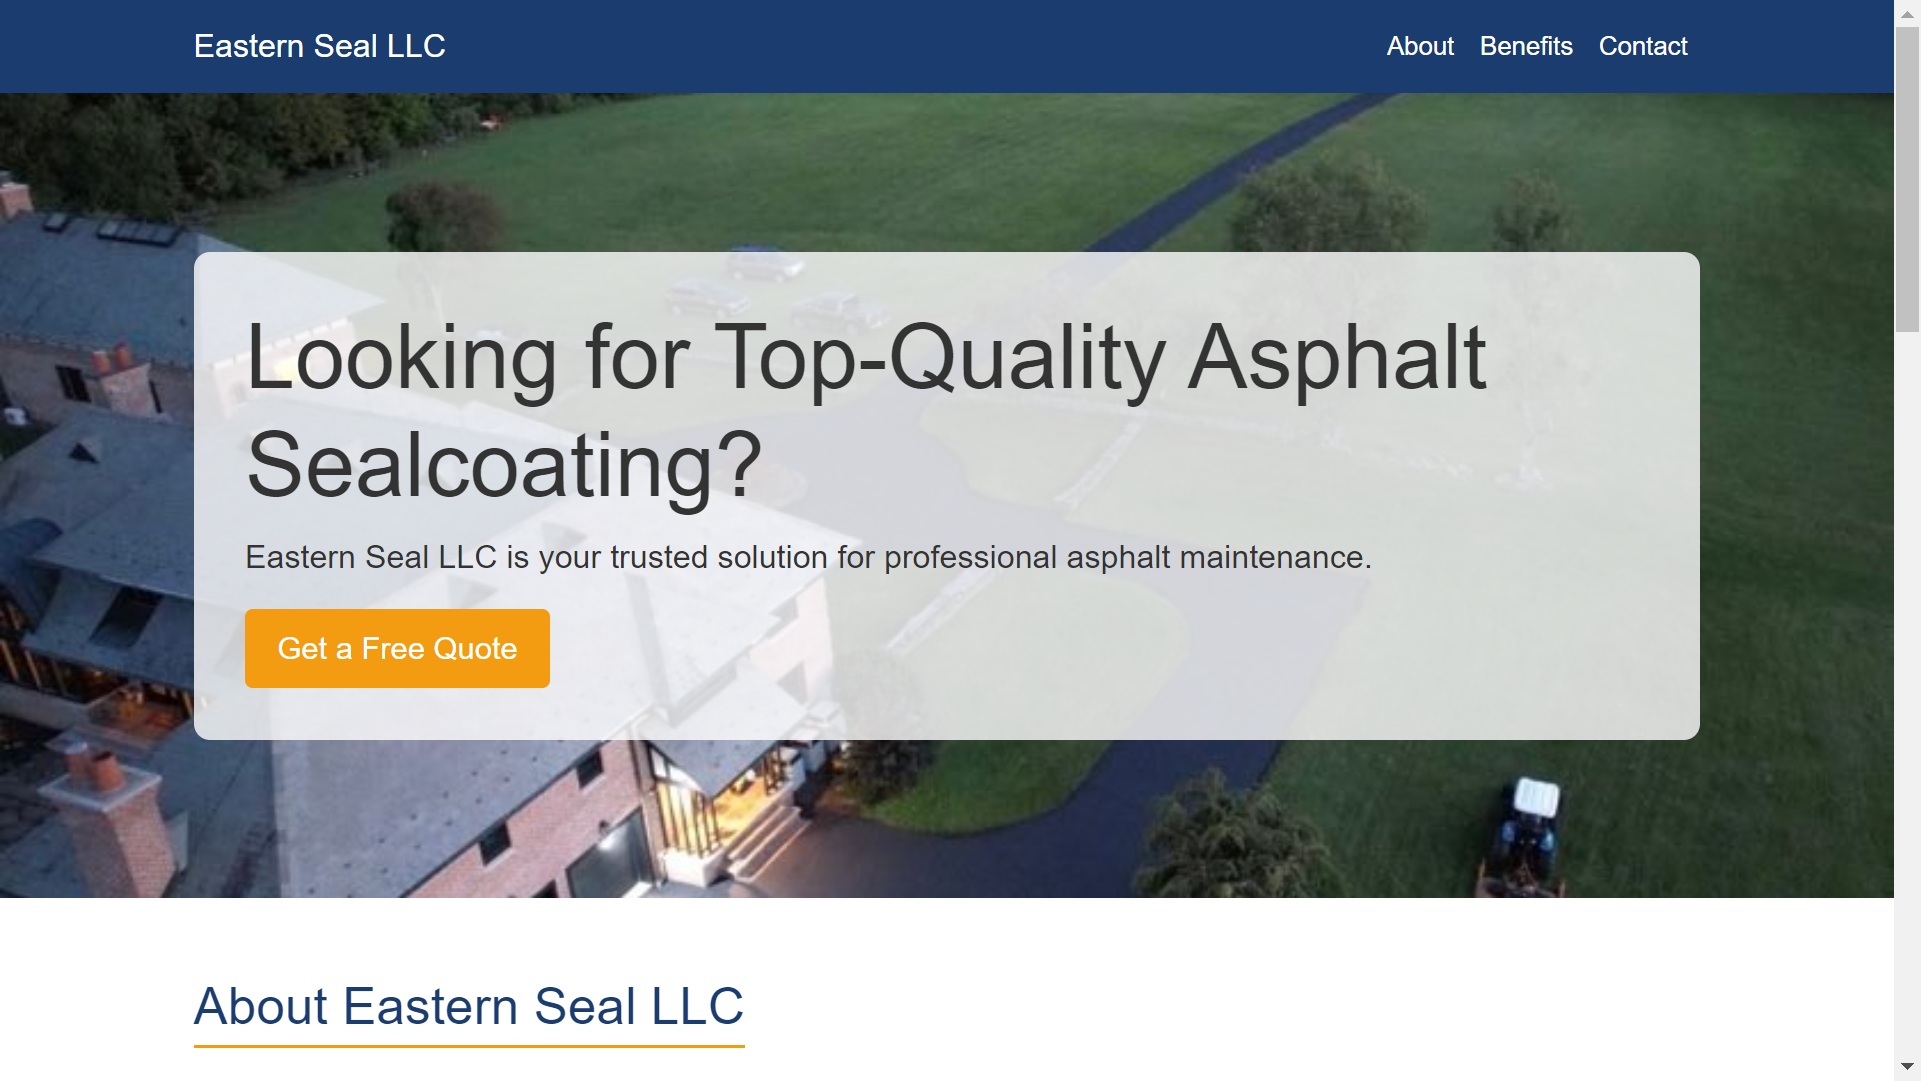 Eastern Seal LLC
About Benefits Contact
Looking for Top-Quality Asphalt
Sealcoating?
Eastern Seal LLC is your trusted solution for professional asphalt maintenance.
Get a Free Quote
About Eastern Seal LLC